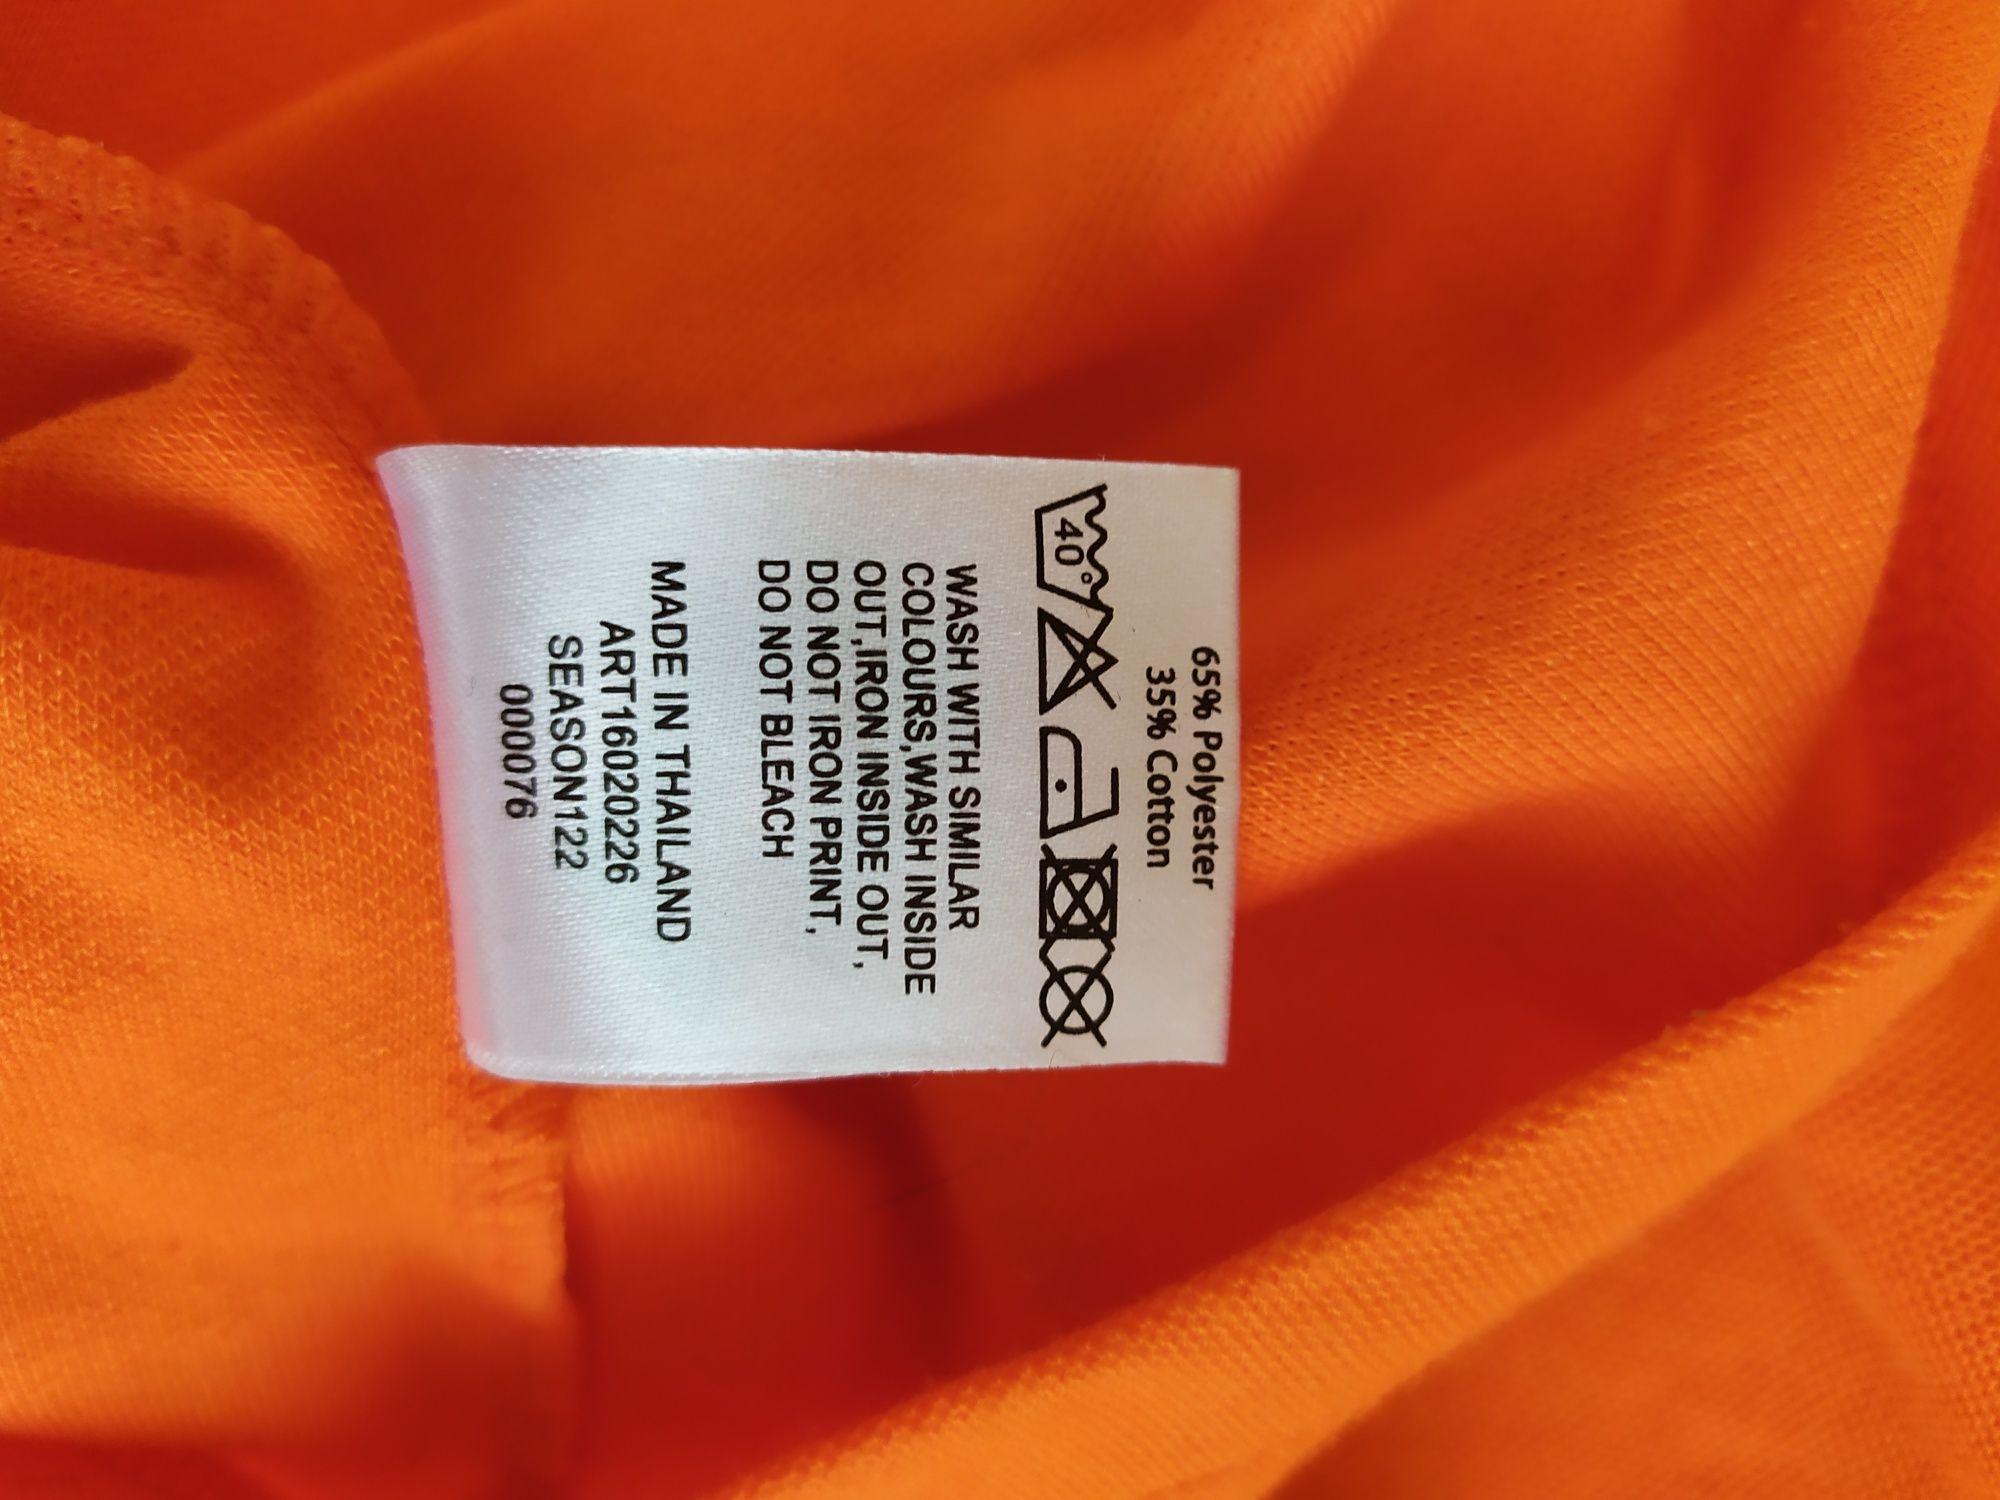 65% Polyester
35% Cotton
40°
WASH WITH SIMILAR
COLOURS,WASH INSIDE
OUT,IRON INSIDE OUT,
DO NOT IRON PRINT,
DO NOT BLEACH
MADE IN THAILAND
ART16020226
SEASON122
000076